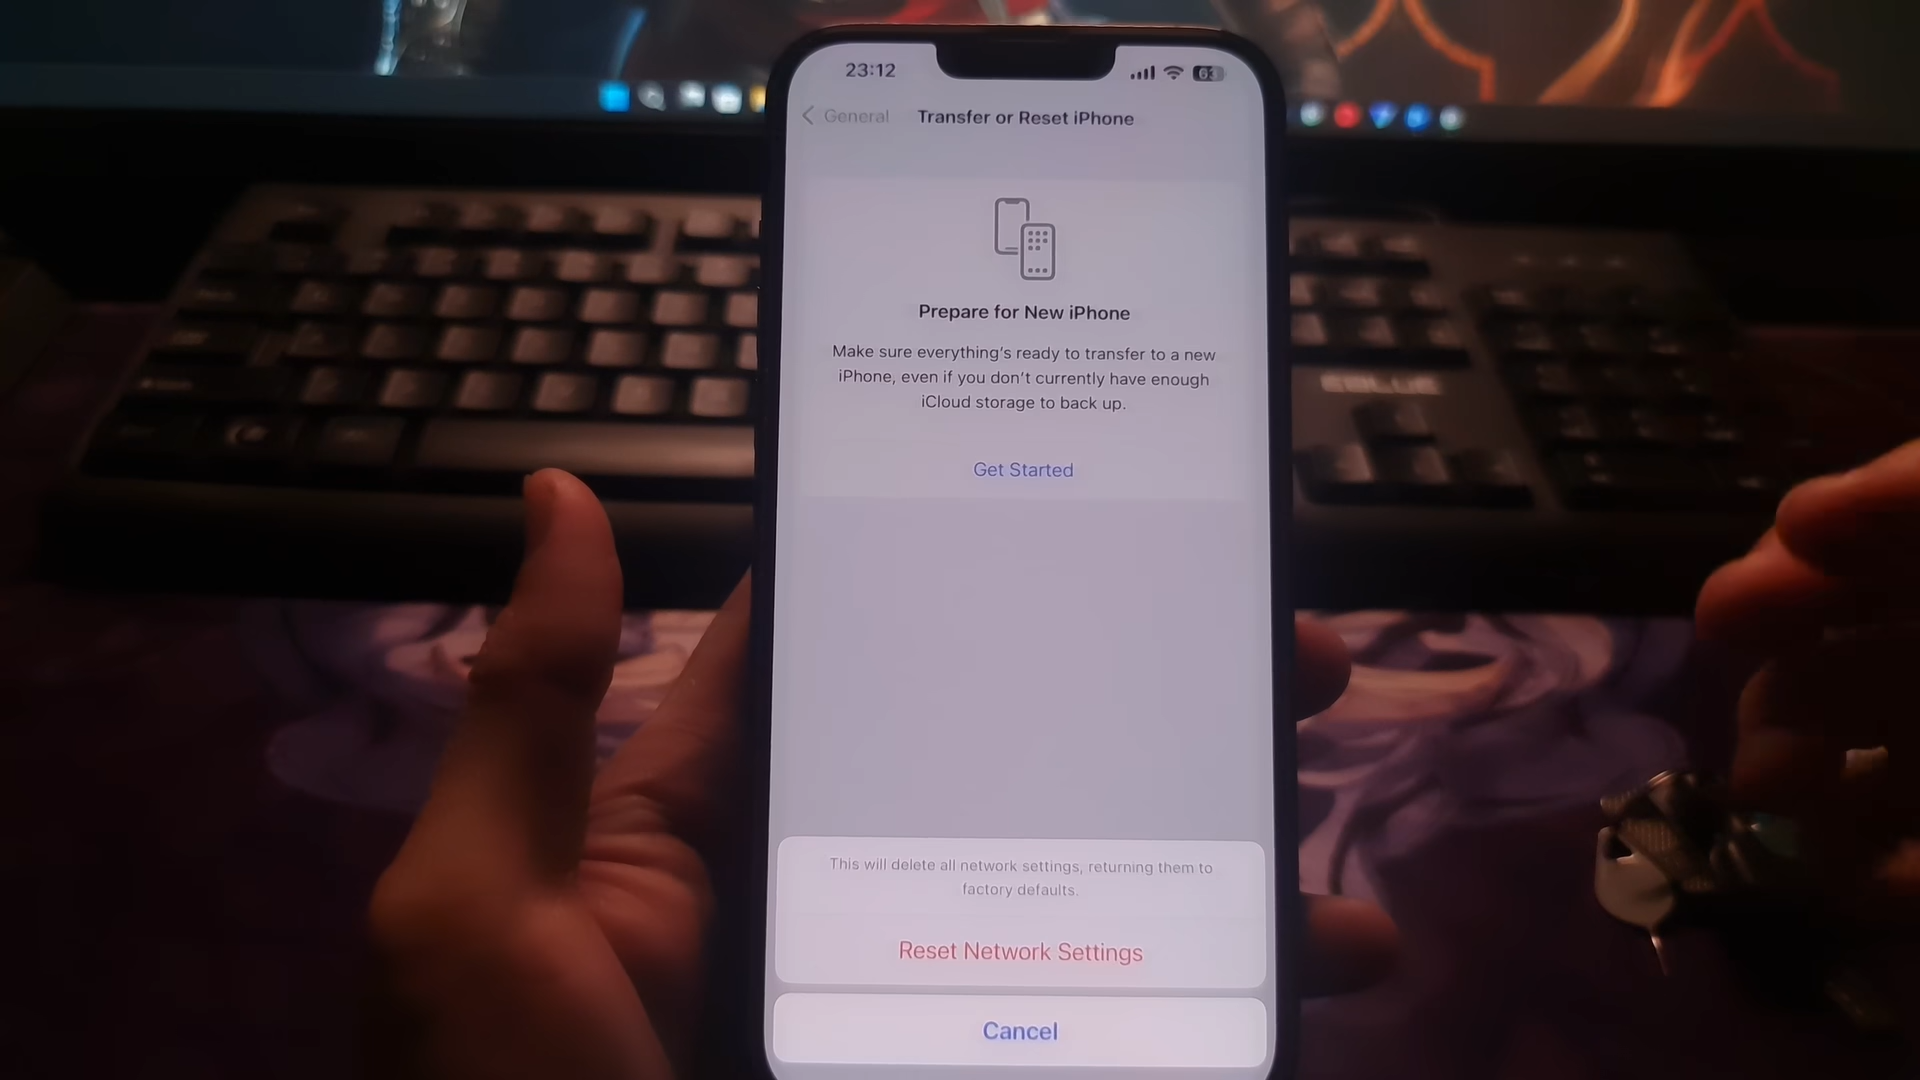 23:12
63
General
Transfer or Reset iPhone
Prepare for New iPhone
Make sure everything's ready to transfer to a new
iPhone, even if you don't currently have enough
iCloud storage to back up.
Get Started
EBLUE
This will delete all network settings, returning them to
factory defaults.
Reset Network Settings
Cancel